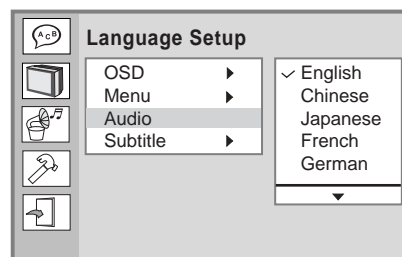 A C B
Language Setup
OSD
Menu
Audio
Subtitle
English
Chinese
Japanese
French
German